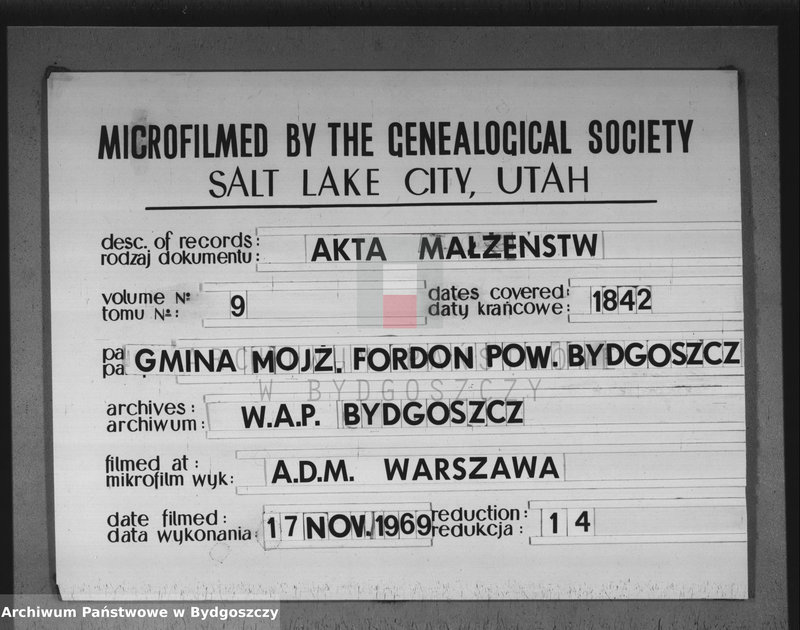 MICROFILMED BY THE GENEALOGICAL SOCIETY
SALT LAKE CITY, UTAH
desc. of records:
rodzaj dokumentu:
AKTA MAŁŻEŃSTW
volume №
tomu №:
9
dates covered:
daty krańcowe:
1842
pa
pa
GMINA MOJŻ. FORDON POW. BYDGOSZCZ
W BYDGOSZCZY
archives:
archiwum:
W.A.P. BYDGOSZCZ
filmed at:
mikrofilm wyk:
A.D.M. WARSZAWA
date filmed:
data wykonania:
17 NOV. 1969
reduction:
redukcja:
14
Archiwum Państwowe w Bydgoszczy